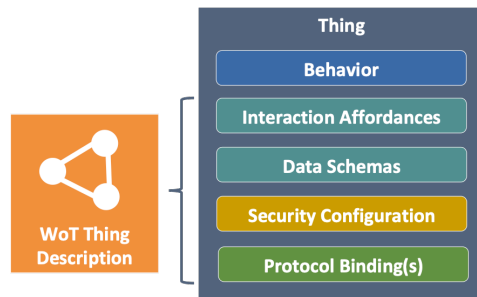 Thing
Behavior
Interaction Affordances
Data Schemas
Security Configuration
Protocol Binding(s)
WoT Thing
Description